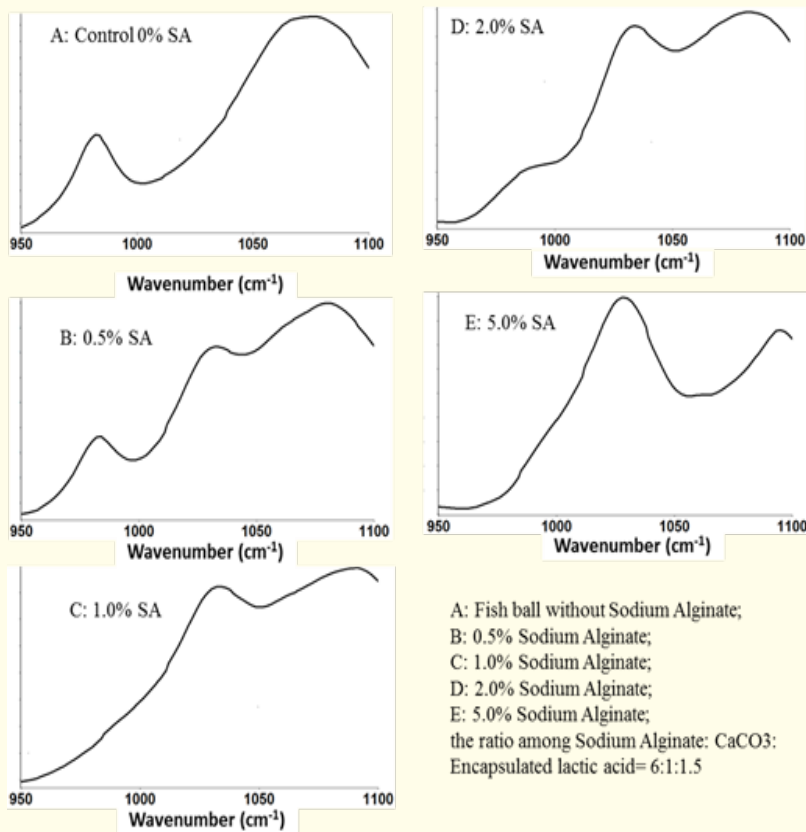 A: Control 0% SA
950 1000 1050 1100
Wavenumber (cm⁻¹)
B: 0.5% SA
950 1000 1050 1100
Wavenumber (cm⁻¹)
C: 1.0% SA
950 1000 1050 1100
Wavenumber (cm⁻¹)
D: 2.0% SA
950 1000 1050 1100
Wavenumber (cm⁻¹)
E: 5.0% SA
950 1000 1050 1100
Wavenumber (cm⁻¹)
A: Fish ball without Sodium Alginate;
B: 0.5% Sodium Alginate;
C: 1.0% Sodium Alginate;
D: 2.0% Sodium Alginate;
E: 5.0% Sodium Alginate;
the ratio among Sodium Alginate: CaCO3:
Encapsulated lactic acid= 6:1:1.5